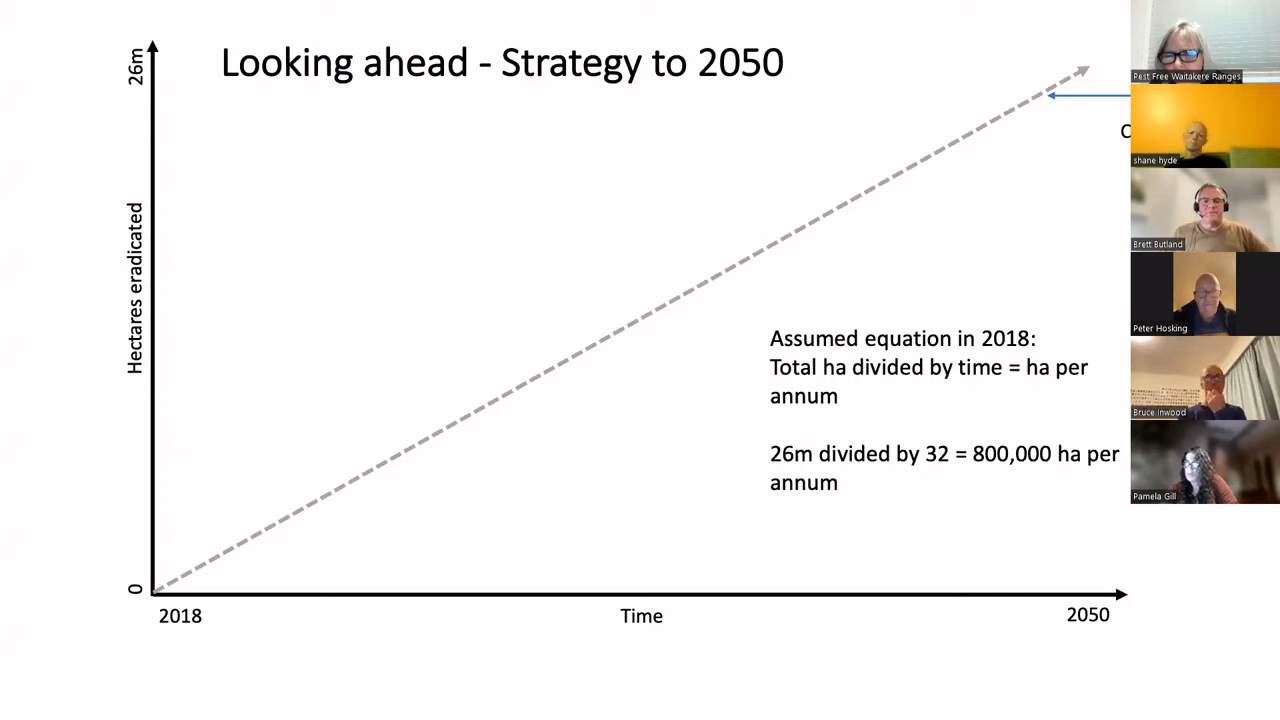 Looking ahead - Strategy to 2050
26m
Hectares eradicated
0
2018
Time
2050
Assumed equation in 2018:
Total ha divided by time = ha per
annum
26m divided by 32 = 800,000 ha per
annum
Pest Free Waitakere Ranges
shane hyde
Brett Butland
Peter Hosking
Bruce Inwood
Pamela Gill